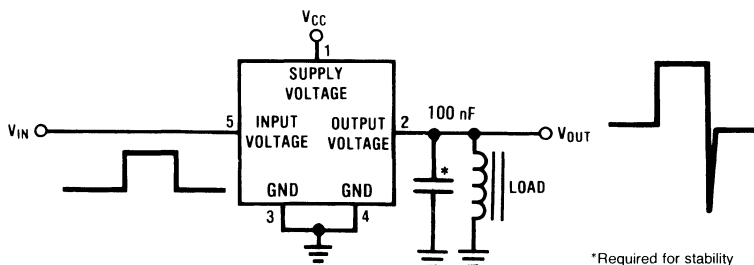 VCC
1
SUPPLY
VOLTAGE
VIN
5
INPUT
VOLTAGE
OUTPUT
VOLTAGE
2
100 nF
VOUT
*
LOAD
GND
GND
3
4
*Required for stability